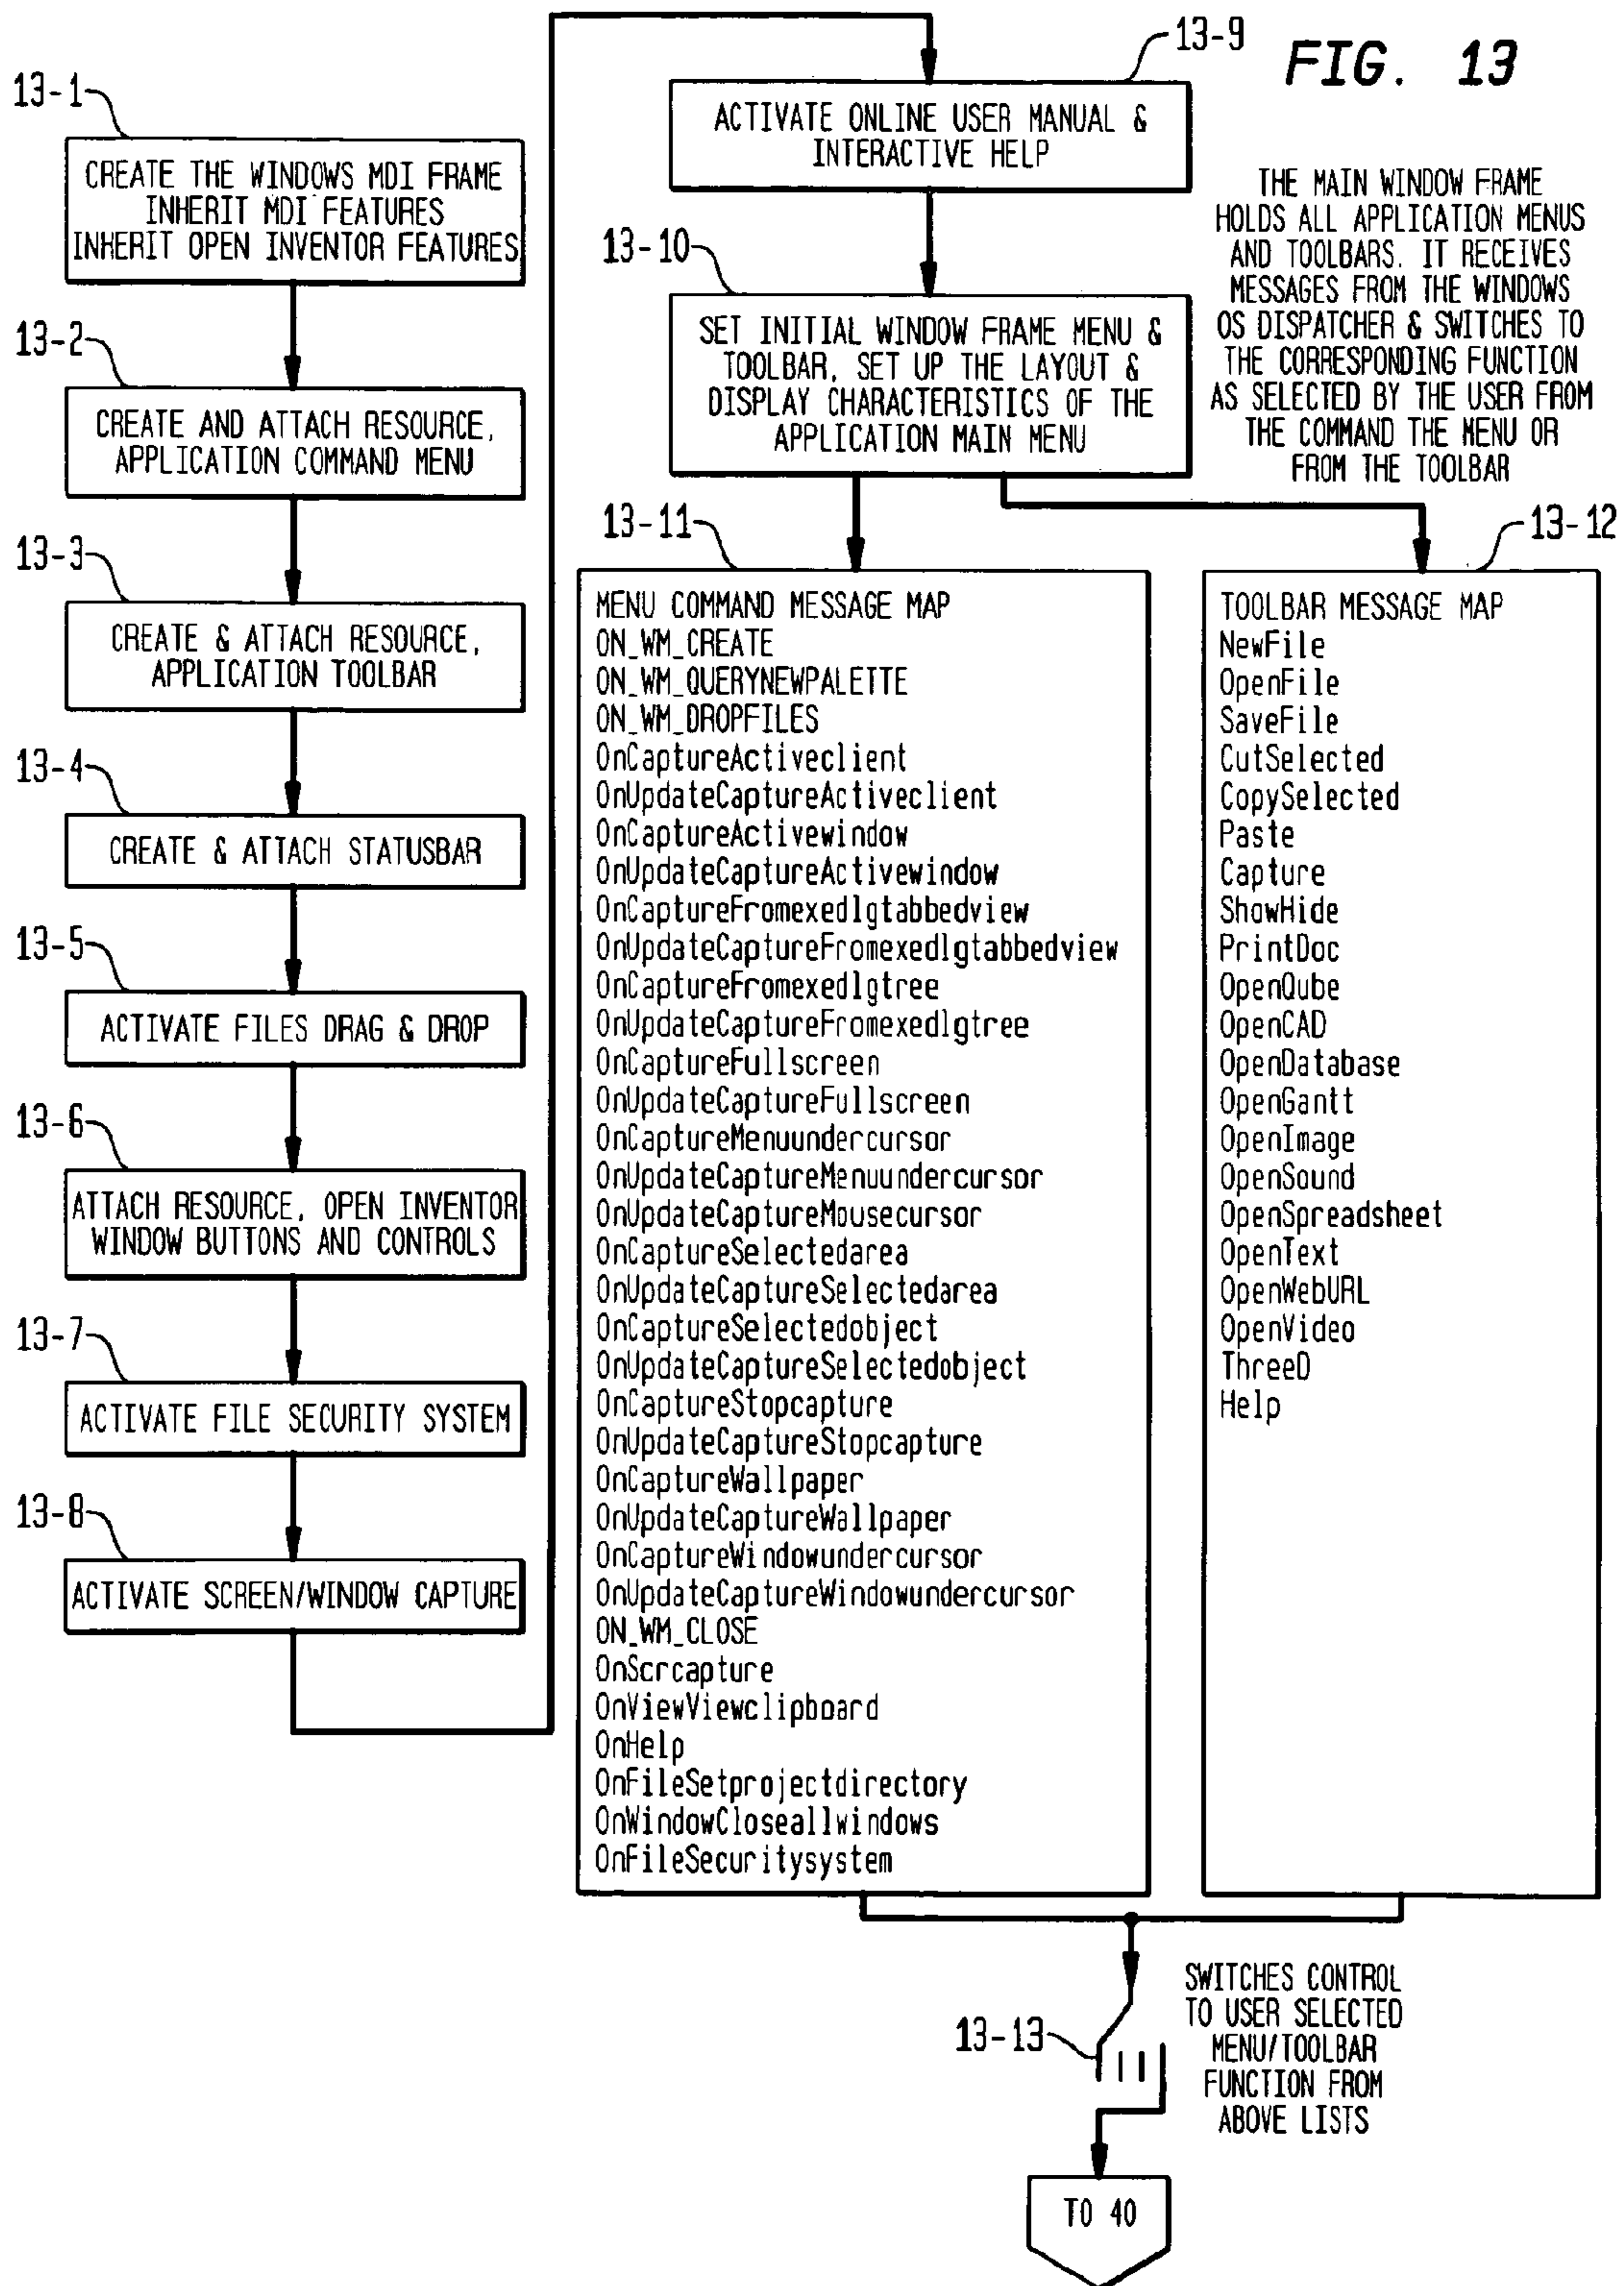 FIG. 13
13-1
CREATE THE WINDOWS MDI FRAME
INHERIT MDI FEATURES
INHERIT OPEN INVENTOR FEATURES
13-2
CREATE AND ATTACH RESOURCE,
APPLICATION COMMAND MENU
13-3
CREATE & ATTACH RESOURCE,
APPLICATION TOOLBAR
13-4
CREATE & ATTACH STATUSBAR
13-5
ACTIVATE FILES DRAG & DROP
13-6
ATTACH RESOURCE, OPEN INVENTOR
WINDOW BUTTONS AND CONTROLS
13-7
ACTIVATE FILE SECURITY SYSTEM
13-8
ACTIVATE SCREEN/WINDOW CAPTURE
13-9
ACTIVATE ONLINE USER MANUAL &
INTERACTIVE HELP
13-10
SET INITIAL WINDOW FRAME MENU &
TOOLBAR, SET UP THE LAYOUT &
DISPLAY CHARACTERISTICS OF THE
APPLICATION MAIN MENU
THE MAIN WINDOW FRAME
HOLDS ALL APPLICATION MENUS
AND TOOLBARS. IT RECEIVES
MESSAGES FROM THE WINDOWS
OS DISPATCHER & SWITCHES TO
THE CORRESPONDING FUNCTION
AS SELECTED BY THE USER FROM
THE COMMAND THE MENU OR
FROM THE TOOLBAR
13-11
MENU COMMAND MESSAGE MAP
ON_WM_CREATE
ON_WM_QUERYNEWPALETTE
ON_WM_DROPFILES
OnCaptureActiveclient
OnUpdateCaptureActiveclient
OnCaptureActivewindow
OnUpdateCaptureActivewindow
OnCaptureFromexedlgtabbedview
OnUpdateCaptureFromexedlgtabbedview
OnCaptureFromexedlgtree
OnUpdateCaptureFromexedlgtree
OnCaptureFullscreen
OnUpdateCaptureFullscreen
OnCaptureMenuundercursor
OnUpdateCaptureMenuundercursor
OnUpdateCaptureMousecursor
OnCaptureSelectedarea
OnUpdateCaptureSelectedarea
OnCaptureSelectedobject
OnUpdateCaptureSelectedobject
OnCaptureStopcapture
OnUpdateCaptureStopcapture
OnCaptureWallpaper
OnUpdateCaptureWallpaper
OnCaptureWindowundercursor
OnUpdateCaptureWindowundercursor
ON_WM_CLOSE
OnScrcapture
OnViewViewclipboard
OnHelp
OnFileSetprojectdirectory
OnWindowCloseallwindows
OnFileSecuritysystem
13-12
TOOLBAR MESSAGE MAP
NewFile
OpenFile
SaveFile
CutSelected
CopySelected
Paste
Capture
ShowHide
PrintDoc
OpenQube
OpenCAD
OpenDatabase
OpenGantt
OpenImage
OpenSound
OpenSpreadsheet
OpenText
OpenWebURL
OpenVideo
ThreeD
Help
13-13
SWITCHES CONTROL
TO USER SELECTED
MENU/TOOLBAR
FUNCTION FROM
ABOVE LISTS
TO 40